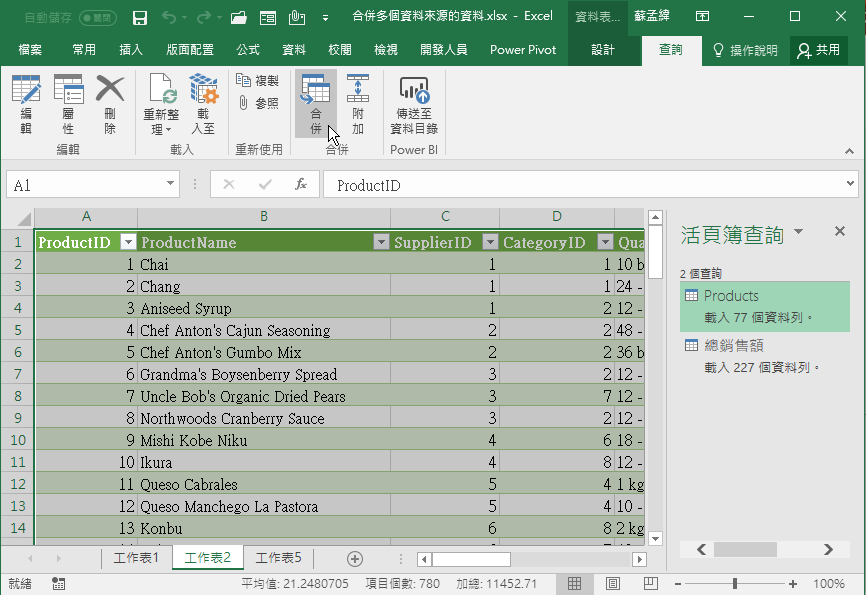 自動儲存 關閉 合併多個資料來源的資料.xlsx - Excel 資料表... 蘇孟緯
檔案 常用 插入 版面配置 公式 資料 校閱 檢視 開發人員 Power Pivot 設計 查詢 操作說明 共用
編輯 屬性 刪除 重新整理 載入至 複製 參照 合併 附加 傳送至資料目錄
編輯 載入 重新使用 合併 Power BI
A1 fx ProductID
A B C D
1 ProductID ProductName SupplierID CategoryID Qua
2 1 Chai 1 1 10 b
3 2 Chang 1 1 24 -
4 3 Aniseed Syrup 1 2 12 -
5 4 Chef Anton's Cajun Seasoning 2 2 48 -
6 5 Chef Anton's Gumbo Mix 2 2 36 b
7 6 Grandma's Boysenberry Spread 3 2 12 -
8 7 Uncle Bob's Organic Dried Pears 3 7 12 -
9 8 Northwoods Cranberry Sauce 3 2 12 -
10 9 Mishi Kobe Niku 4 6 18 -
11 10 Ikura 4 8 12 -
12 11 Queso Cabrales 5 4 1 kg
13 12 Queso Manchego La Pastora 5 4 10 -
14 13 Konbu 6 8 2 kg
活頁簿查詢
2 個查詢
Products
載入 77 個資料列。
總銷售額
載入 227 個資料列。
工作表1 工作表2 工作表5
就緒 平均值: 21.2480705 項目個數: 780 加總: 11452.71 100%